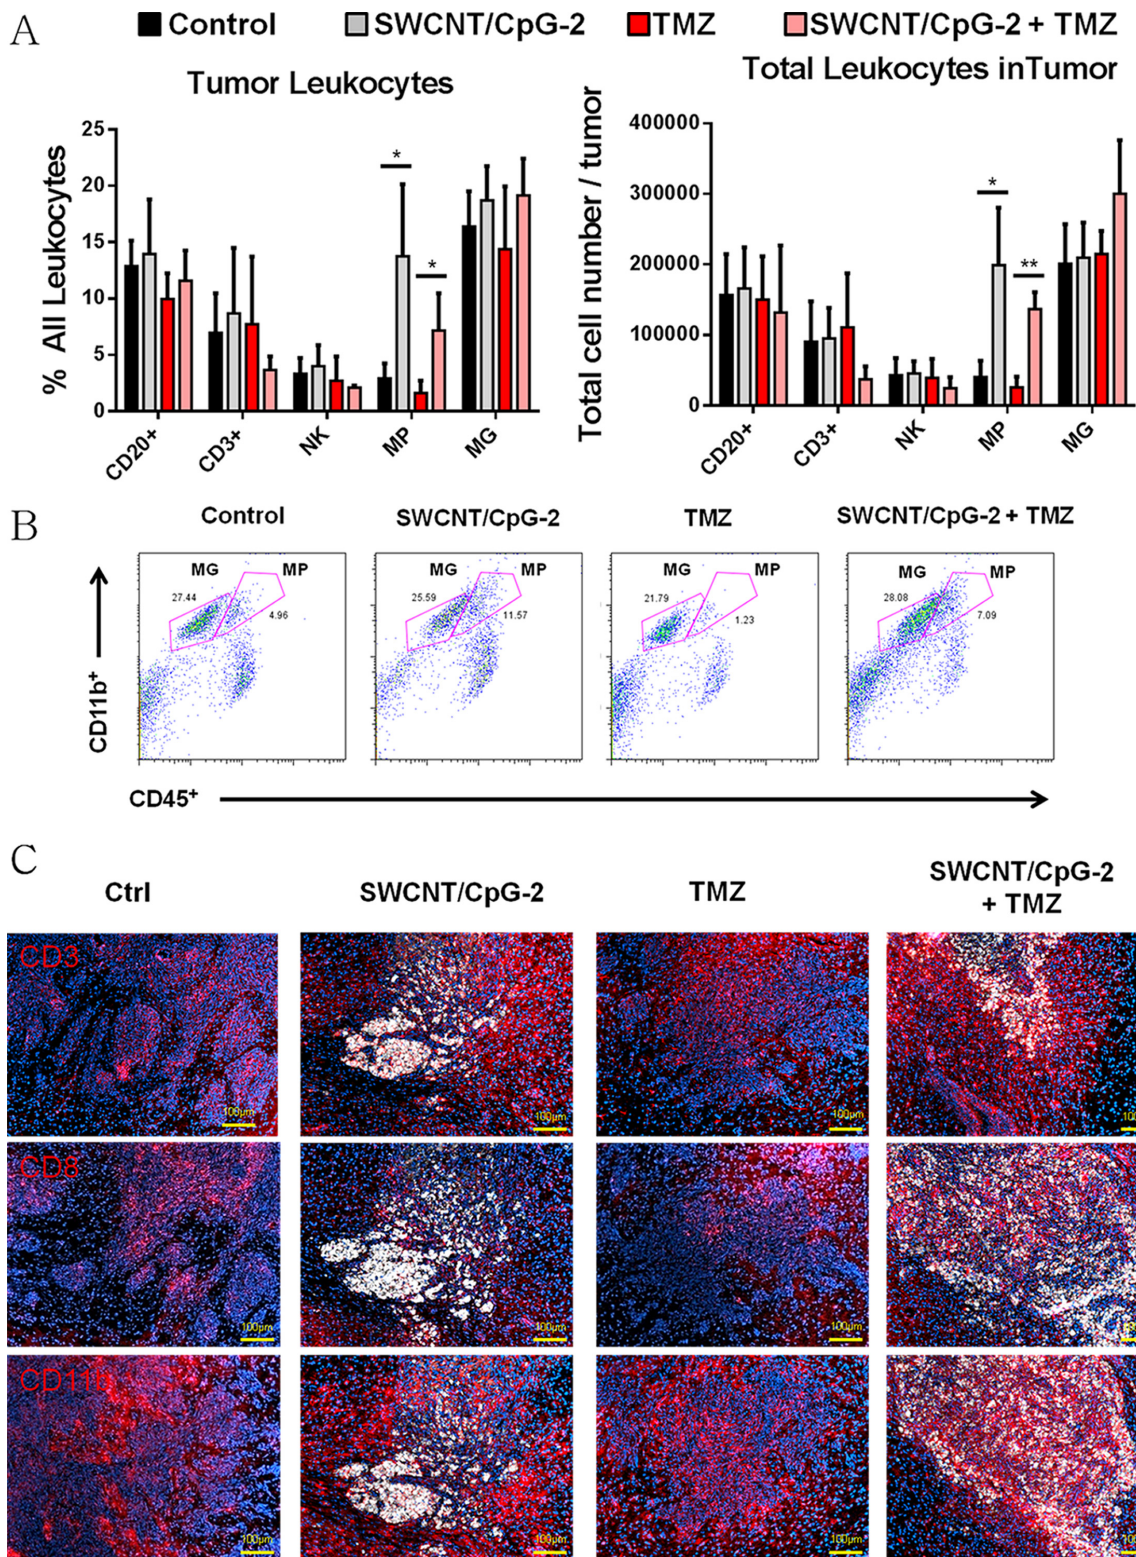 A
Control SWCNT/CpG-2 TMZ SWCNT/CpG-2 + TMZ
Tumor Leukocytes
% All Leukocytes
25
20
15
10
5
0
CD20+ CD3+ NK MP MG
* *
Total Leukocytes inTumor
Total cell number / tumor
400000
300000
200000
100000
0
CD20+ CD3+ NK MP MG
* **
B
Control SWCNT/CpG-2 TMZ SWCNT/CpG-2 + TMZ
CD11b+
MG MP
27.44
4.96
MG MP
25.59
11.57
MG MP
21.79
1.23
MG MP
28.08
7.09
CD45+
C
Ctrl SWCNT/CpG-2 TMZ SWCNT/CpG-2
+ TMZ
CD3
100µm 100µm 100µm 10
CD8
100µm 100µm 100µm
CD11b
100µm 100µm 100µm 10